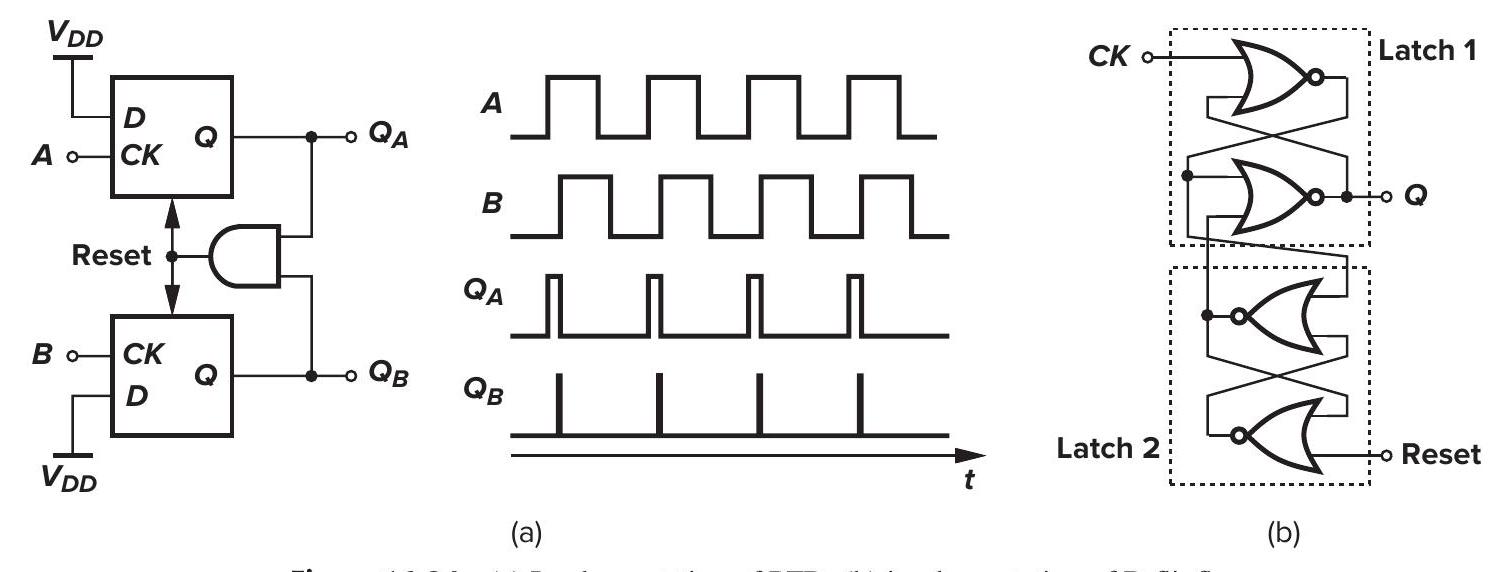 V_DD
D
Q
Q_A
A
CK
Reset
B
CK
Q
Q_B
D
V_DD
A
B
Q_A
Q_B
t
(a)
CK
Latch 1
Q
Latch 2
Reset
(b)